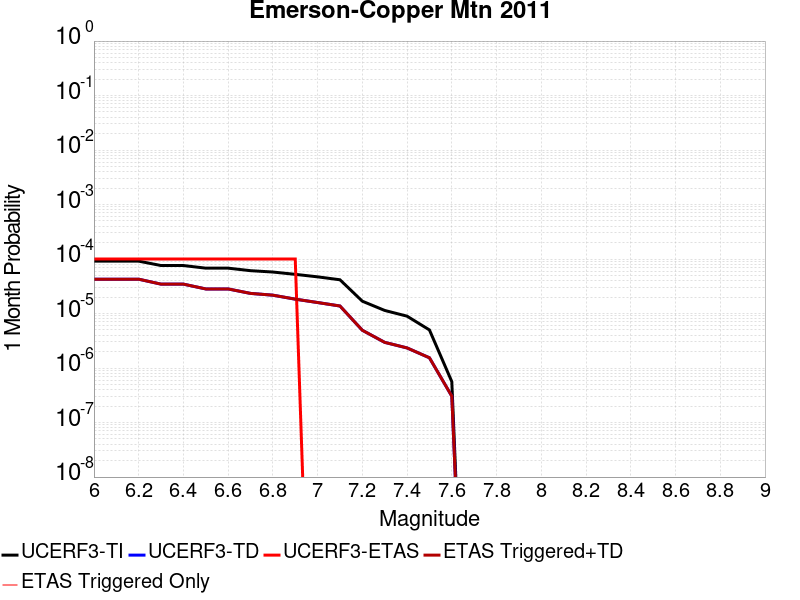 Emerson-Copper Mtn 2011
10^0
10^-1
10^-2
10^-3
10^-4
10^-5
10^-6
10^-7
10^-8
1 Month Probability
6 6.2 6.4 6.6 6.8 7 7.2 7.4 7.6 7.8 8 8.2 8.4 8.6 8.8 9
Magnitude
UCERF3-TI UCERF3-TD UCERF3-ETAS ETAS Triggered+TD
ETAS Triggered Only